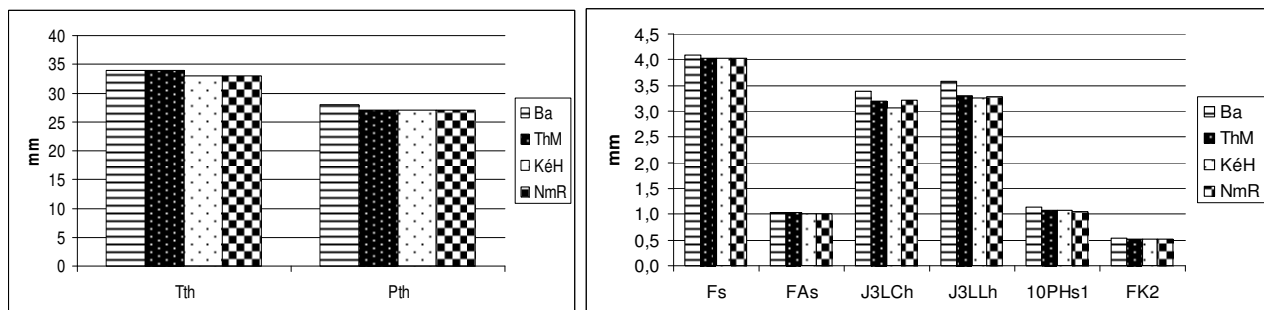 40
35
30
25
20
15
10
5
0
mm
Tth Pth
Ba
ThM
KéH
NmR
4,5
4,0
3,5
3,0
2,5
2,0
1,5
1,0
0,5
0,0
mm
Fs FAs J3LCh J3LLh 10PHs1 FK2
Ba
ThM
KéH
NmR